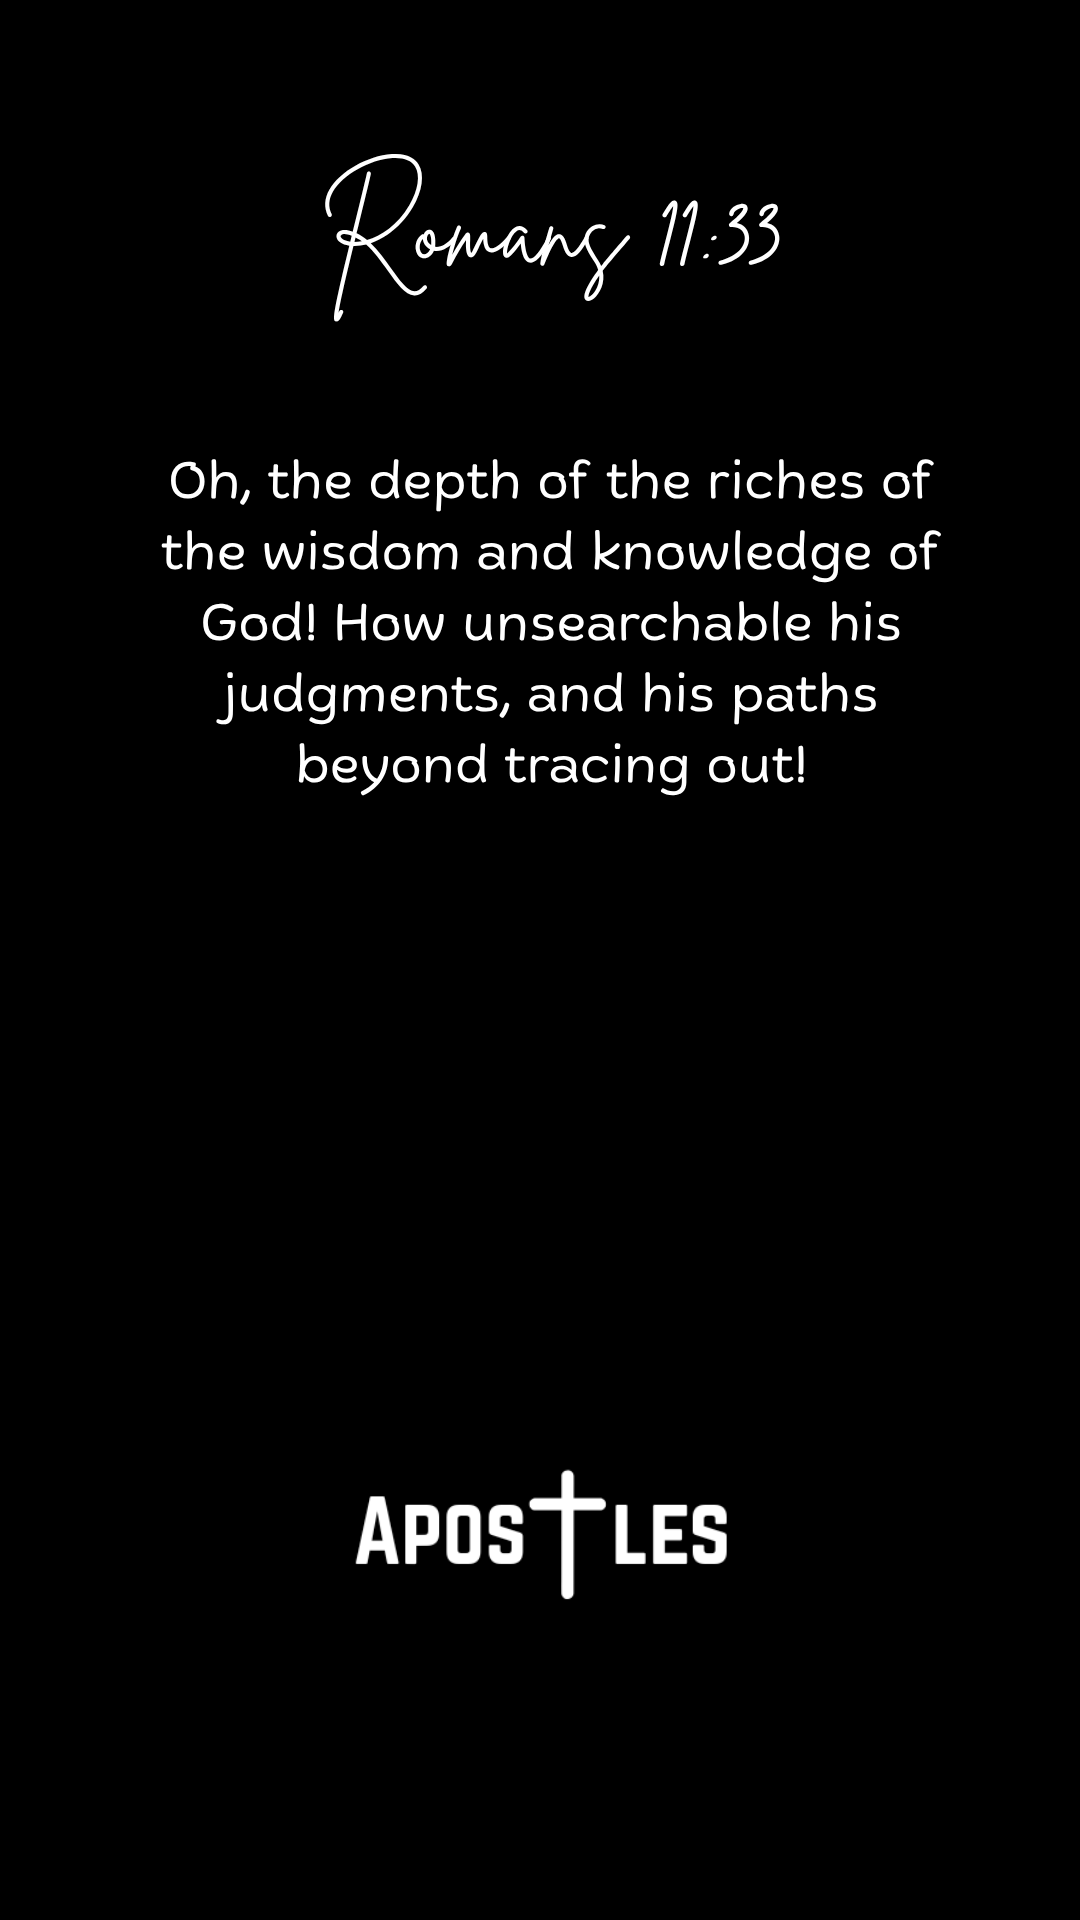 Romans 11:33
Oh, the depth of the riches of
the wisdom and knowledge of
God! How unsearchable his
judgments, and his paths
beyond tracing out!
APOSTLES